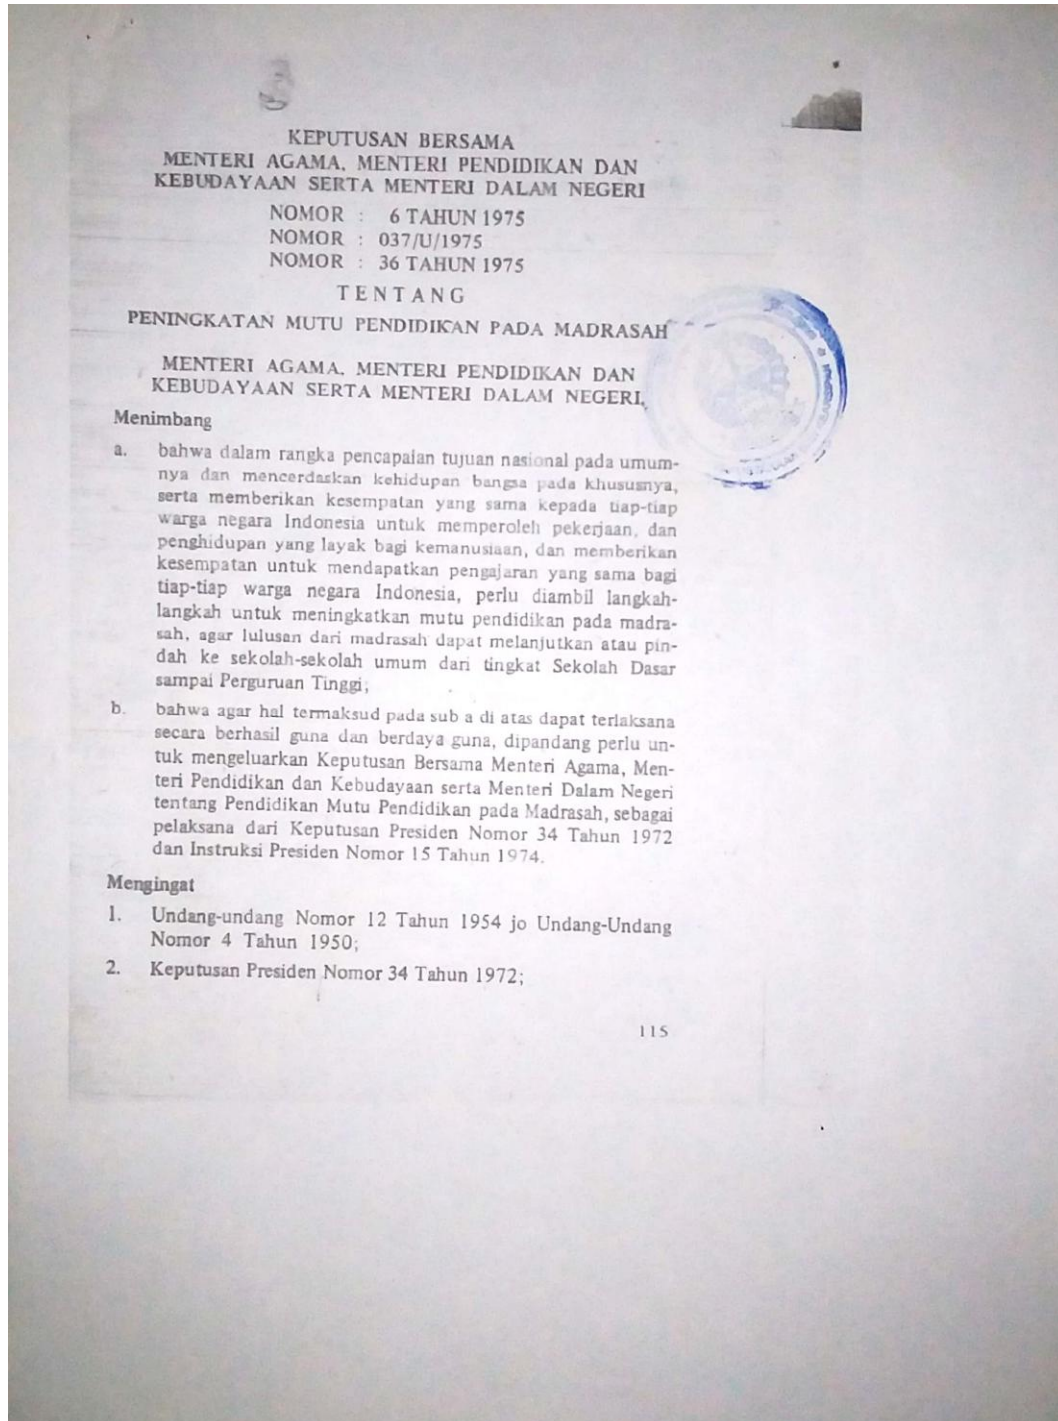 KEPUTUSAN BERSAMA
MENTERI AGAMA, MENTERI PENDIDIKAN DAN
KEBUDAYAAN SERTA MENTERI DALAM NEGERI
NOMOR : 6 TAHUN 1975
NOMOR : 037/U/1975
NOMOR : 36 TAHUN 1975
TENTANG
PENINGKATAN MUTU PENDIDIKAN PADA MADRASAH
MENTERI AGAMA, MENTERI PENDIDIKAN DAN
KEBUDAYAAN SERTA MENTERI DALAM NEGERI,
Menimbang
a. bahwa dalam rangka pencapaian tujuan nasional pada umum-
nya dan mencerdaskan kehidupan bangsa pada khususnya,
serta memberikan kesempatan yang sama kepada tiap-tiap
warga negara Indonesia untuk memperoleh pekerjaan, dan
penghidupan yang layak bagi kemanusiaan, dan memberikan
kesempatan untuk mendapatkan pengajaran yang sama bagi
tiap-tiap warga negara Indonesia, perlu diambil langkah-
langkah untuk meningkatkan mutu pendidikan pada madra-
sah, agar lulusan dari madrasah dapat melanjutkan atau pin-
dah ke sekolah-sekolah umum dari tingkat Sekolah Dasar
sampai Perguruan Tinggi;
b. bahwa agar hal termaksud pada sub a di atas dapat terlaksana
secara berhasil guna dan berdaya guna, dipandang perlu un-
tuk mengeluarkan Keputusan Bersama Menteri Agama, Men-
teri Pendidikan dan Kebudayaan serta Menteri Dalam Negeri
tentang Pendidikan Mutu Pendidikan pada Madrasah, sebagai
pelaksana dari Keputusan Presiden Nomor 34 Tahun 1972
dan Instruksi Presiden Nomor 15 Tahun 1974.
Mengingat
1. Undang-undang Nomor 12 Tahun 1954 jo Undang-Undang
Nomor 4 Tahun 1950;
2. Keputusan Presiden Nomor 34 Tahun 1972;
115